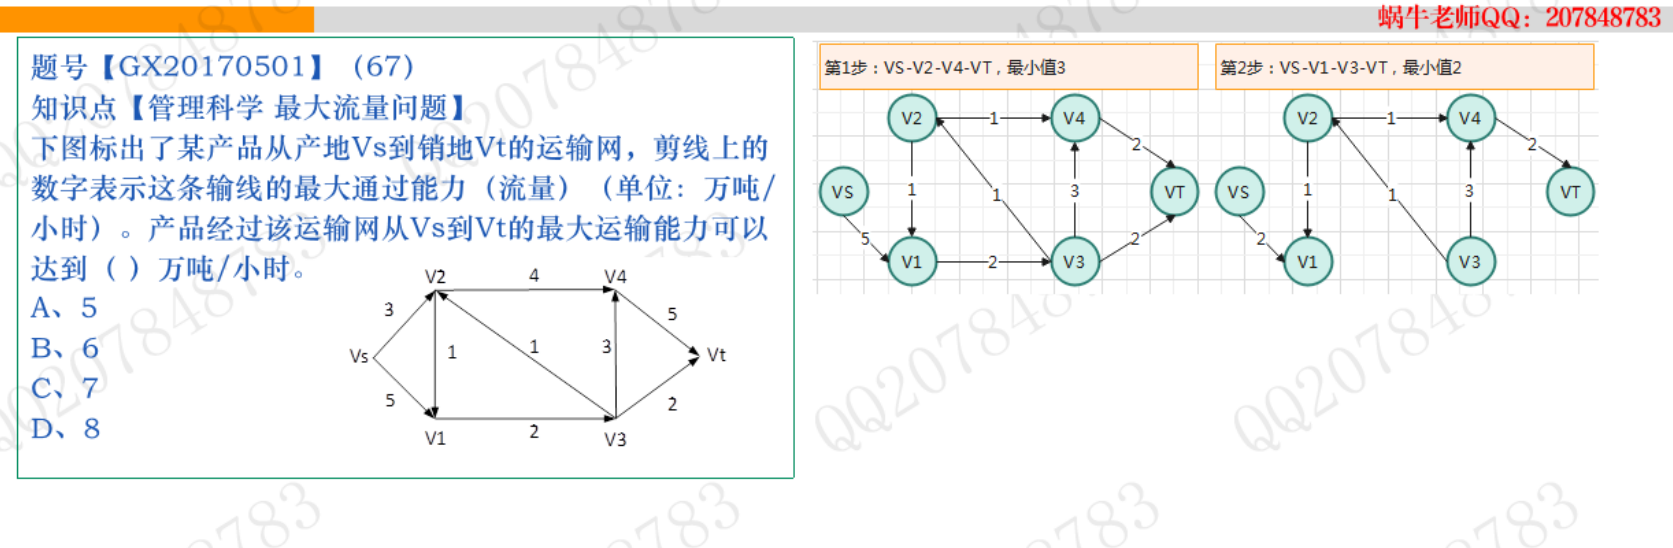 蜗牛老师QQ：207848783
题号【GX20170501】（67）
知识点【管理科学 最大流量问题】
下图标出了某产品从产地Vs到销地Vt的运输网，剪线上的
数字表示这条输线的最大通过能力（流量）（单位：万吨/
小时）。产品经过该运输网从Vs到Vt的最大运输能力可以
达到（ ）万吨/小时。
A、5
B、6
C、7
D、8
V2 4 V4
3 5
Vs 1 1 3 Vt
5 2
V1 2 V3
第1步：VS-V2-V4-VT，最小值3
V2 1 V4
2
VS 1 1 3 VT
5 2
V1 2 V3
第2步：VS-V1-V3-VT，最小值2
V2 1 V4
2
VS 1 1 3 VT
2
V1 V3
QQ207848783